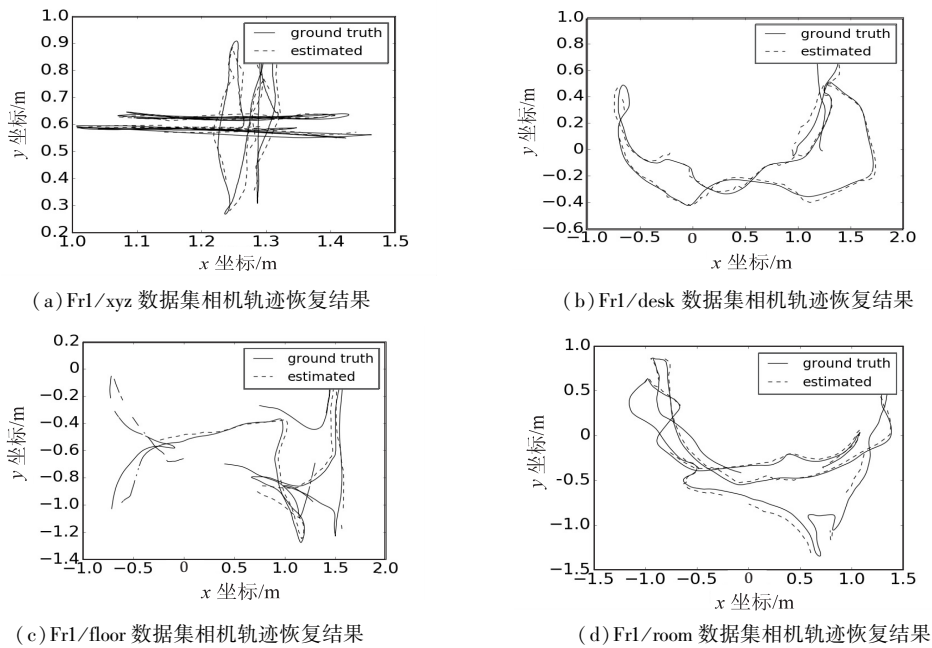 1.0
0.9
0.8
0.7
0.6
0.5
0.4
0.3
0.2
1.0 1.1 1.2 1.3 1.4 1.5
ground truth
estimated
y 坐标/m
x 坐标/m
(a)Fr1/xyz 数据集相机轨迹恢复结果
1.0
0.8
0.6
0.4
0.2
0
−0.2
−0.4
−0.6
−1.0 −0.5 0 0.5 1.0 1.5 2.0
ground truth
estimated
y 坐标/m
x 坐标/m
(b)Fr1/desk 数据集相机轨迹恢复结果
0.2
0
−0.2
−0.4
−0.6
−0.8
−1.0
−1.2
−1.4
−1.0 −0.5 0 0.5 1.0 1.5 2.0
ground truth
estimated
y 坐标/m
x 坐标/m
(c)Fr1/floor 数据集相机轨迹恢复结果
1.0
0.5
0
-0.5
−1.0
−1.5
−1.5 −1.0 −0.5 0 0.5 1.0 1.5
ground truth
estimated
y 坐标/m
x 坐标/m
(d)Fr1/room 数据集相机轨迹恢复结果